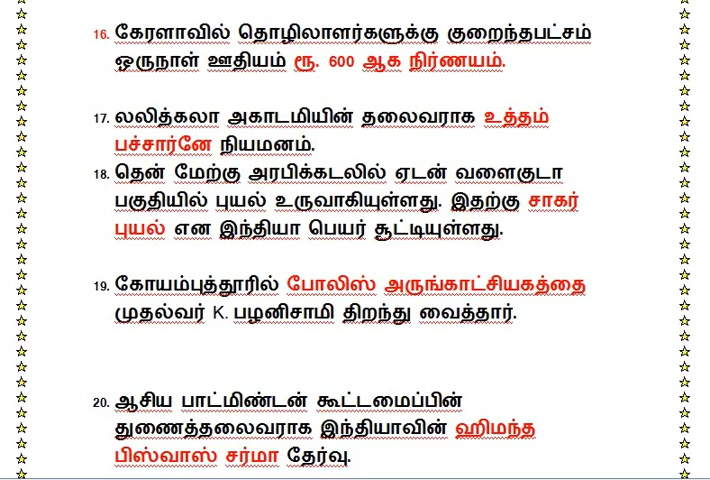 16. கேரளாவில் தொழிலாளர்களுக்கு குறைந்தபட்சம்
ஒருநாள் ஊதியம் ரூ. 600 ஆக நிர்ணயம்.
17. லலித்கலா அகாடமியின் தலைவராக உத்தம்
பச்சார்னே நியமனம்.
18. தென் மேற்கு அரபிக்கடலில் ஏடன் வளைகுடா
பகுதியில் புயல் உருவாகியுள்ளது. இதற்கு சாகர்
புயல் என இந்தியா பெயர் சூட்டியுள்ளது.
19. கோயம்புத்தூரில் போலிஸ் அருங்காட்சியகத்தை
முதல்வர் K. பழனிசாமி திறந்து வைத்தார்.
20. ஆசிய பாட்மிண்டன் கூட்டமைப்பின்
துணைத்தலைவராக இந்தியாவின் ஹிமந்த
பிஸ்வாஸ் சர்மா தேர்வு.